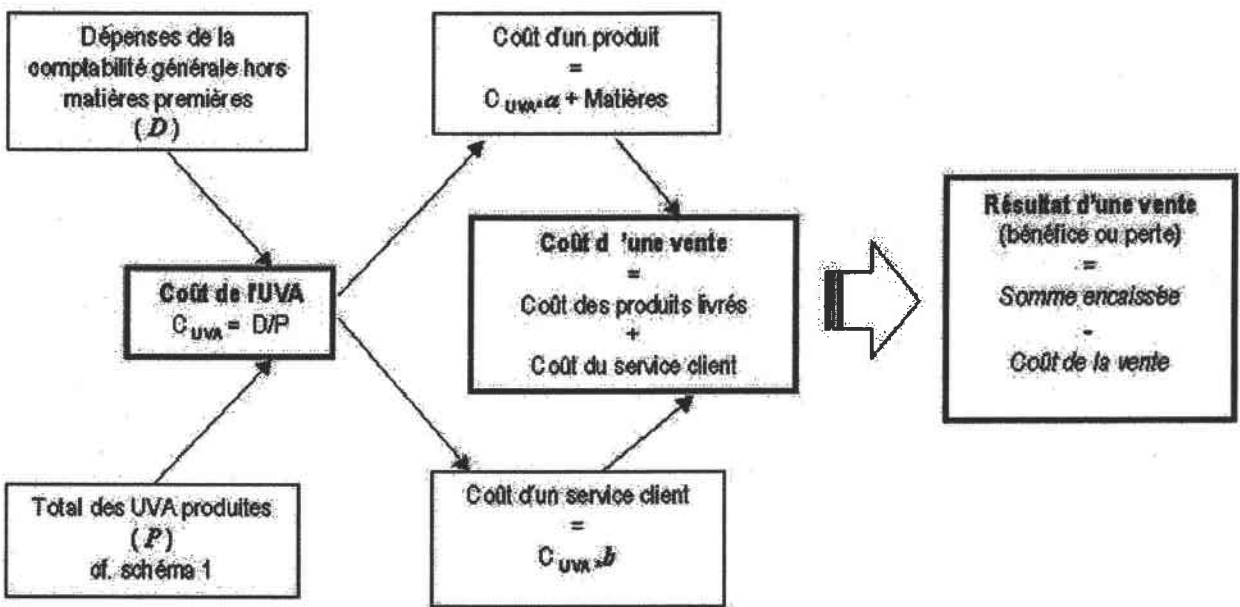 Dépenses de la
comptabilité générale hors
matières premières
(D)
Coût d'un produit
=
C UVA*a + Matières
Coût de l'UVA
C UVA = D/P
Coût d 'une vente
=
Coût des produits livrés
+
Coût du service client
Résultat d'une vente
(bénéfice ou perte)
=
Somme encaissée
-
Coût de la vente
Total des UVA produites
(P)
cf. schéma 1
Coût d'un service client
=
C UVA *b